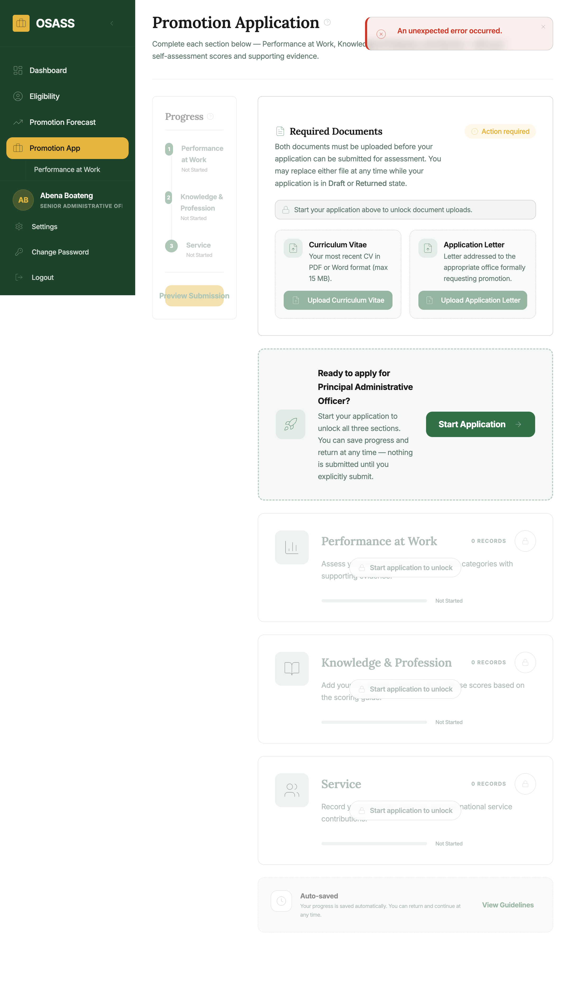 OSASS
Dashboard
Eligibility
Promotion Forecast
Promotion App
Performance at Work
AB
Abena Boateng
SENIOR ADMINISTRATIVE OFI
Settings
Change Password
Logout
Promotion Application
Complete each section below — Performance at Work,
self-assessment scores and supporting evidence.
An unexpected error occurred.
Progress
1
Performance
at Work
Not Started
2
Knowledge &
Profession
Not Started
3
Service
Not Started
Preview Submission
Required Documents
Action required
Both documents must be uploaded before your
application can be submitted for assessment. You
may replace either file at any time while your
application is in Draft or Returned state.
Start your application above to unlock document uploads.
Curriculum Vitae
Your most recent CV in
PDF or Word format (max
15 MB).
Upload Curriculum Vitae
Application Letter
Letter addressed to the
appropriate office formally
requesting promotion.
Upload Application Letter
Ready to apply for
Principal Administrative
Officer?
Start your application to
unlock all three sections.
You can save progress and
return at any time — nothing
is submitted until you
explicitly submit.
Start Application
Performance at Work
0 RECORDS
Assess categories with
supporting evidence.
Start application to unlock
Not Started
Knowledge & Profession
0 RECORDS
Add your scores based on
the scoring guide.
Start application to unlock
Not Started
Service
0 RECORDS
Record national service
contributions.
Start application to unlock
Not Started
Auto-saved
Your progress is saved automatically. You can return and continue at
any time.
View Guidelines